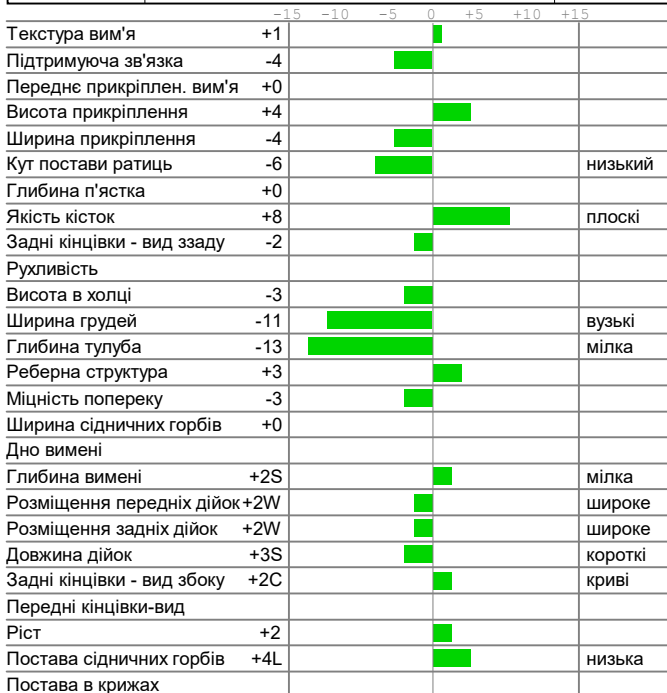 -15 -10 -5 0 +5 +10 +15
Текстура вим'я +1
Підтримуюча зв'язка -4
Переднє прикріплен. вим'я +0
Висота прикріплення +4
Ширина прикріплення -4
Кут постави ратиць -6 низький
Глибина п'ястка +0
Якість кісток +8 плоскі
Задні кінцівки - вид ззаду -2
Рухливість
Висота в холці -3
Ширина грудей -11 вузькі
Глибина тулуба -13 мілка
Реберна структура +3
Міцність попереку -3
Ширина сідничних горбів +0
Дно вимені
Глибина вимені +2S мілка
Розміщення передніх дійок +2W широке
Розміщення задніх дійок +2W широке
Довжина дійок +3S короткі
Задні кінцівки - вид збоку +2C криві
Передні кінцівки-вид
Ріст +2
Постава сідничних горбів +4L низька
Постава в крижах